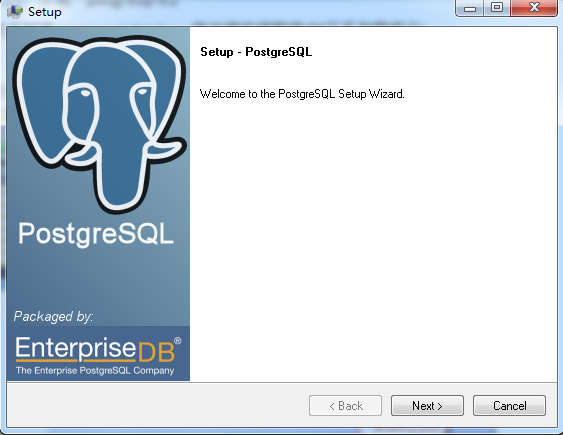 Setup
Setup - PostgreSQL
Welcome to the PostgreSQL Setup Wizard.
PostgreSQL
Packaged by:
EnterpriseDB®
The Enterprise PostgreSQL Company
< Back
Next >
Cancel